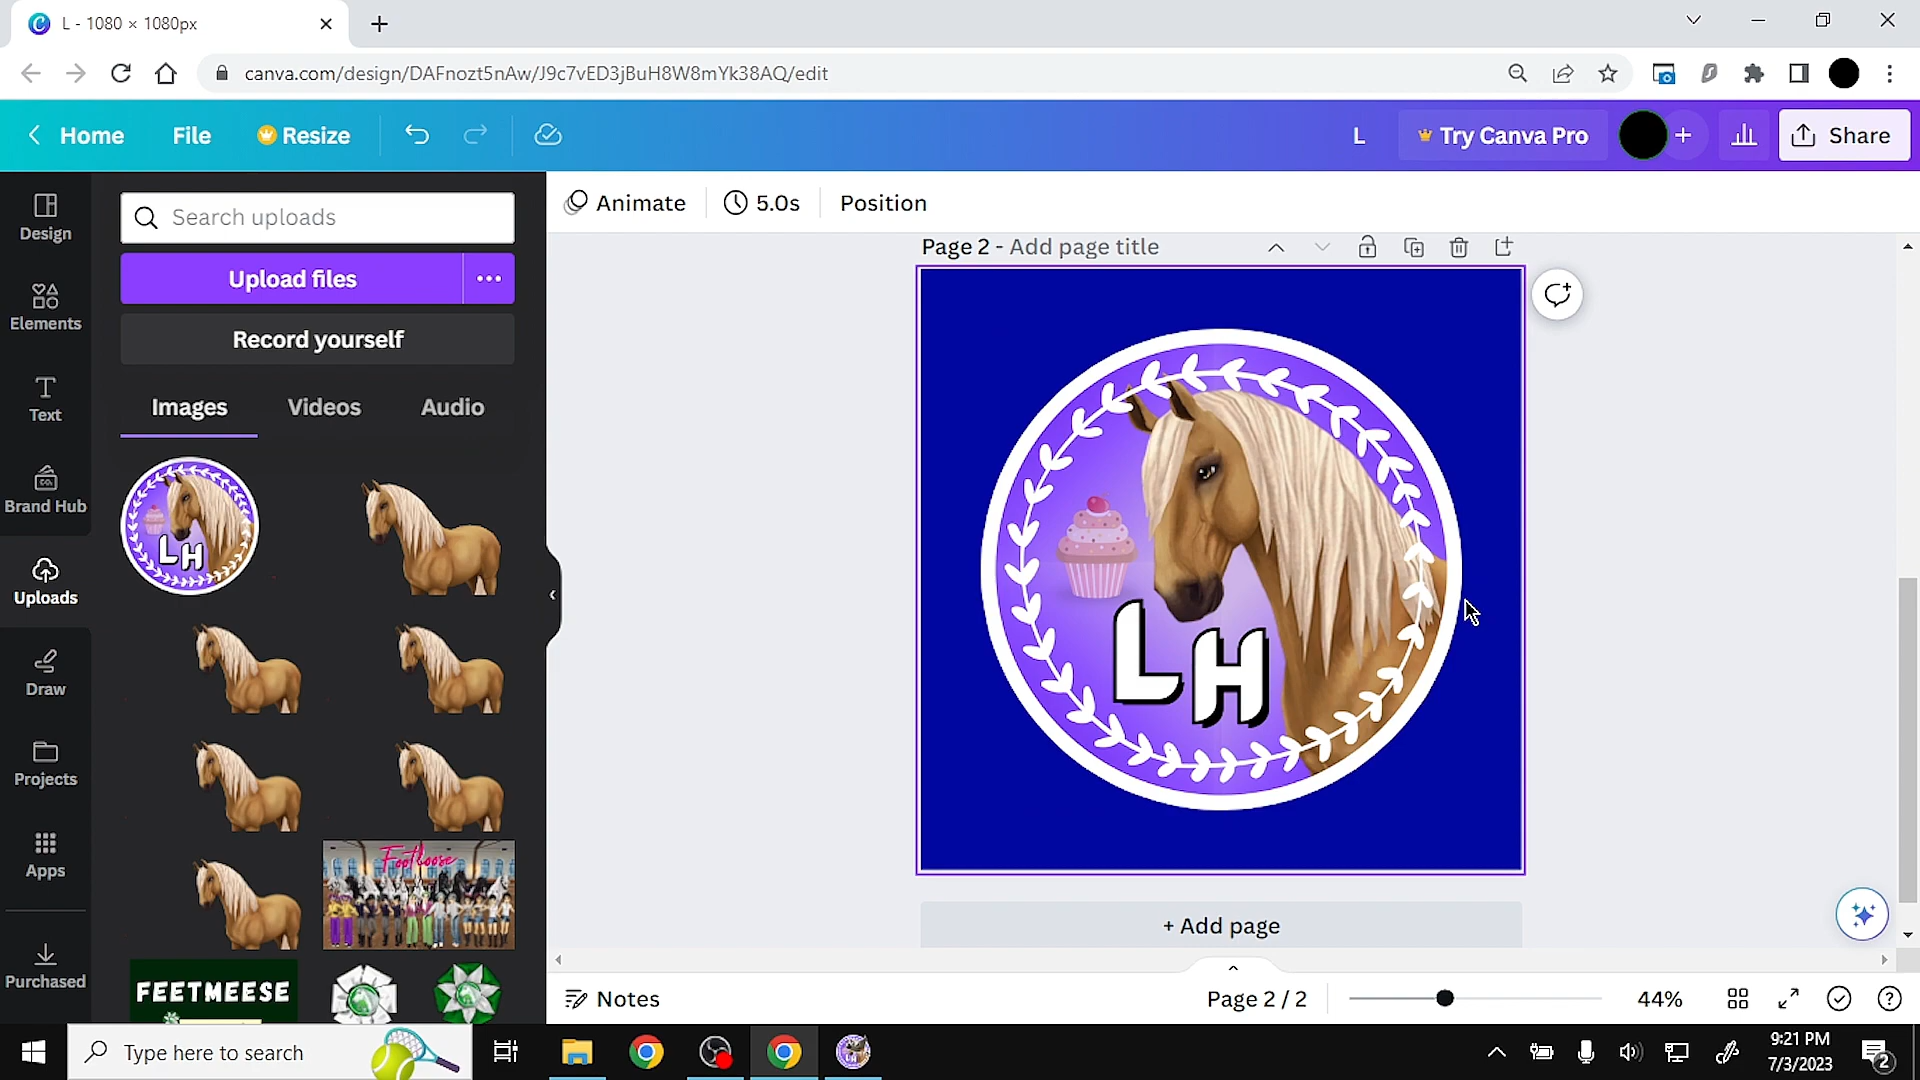 L - 1080 × 1080px
canva.com/design/DAFnozt5nAw/J9c7vED3jBuH8W8mYk38AQ/edit
Home
File
Resize
L
Try Canva Pro
Share
Design
Elements
Text
Brand Hub
Uploads
Draw
Projects
Apps
Purchased
Search uploads
Upload files
Record yourself
Images
Videos
Audio
LH
Footloose
FEETMEESE
Animate
5.0s
Position
Page 2 - Add page title
LH
+ Add page
Notes
Page 2 / 2
44%
Type here to search
9:21 PM
7/3/2023
2